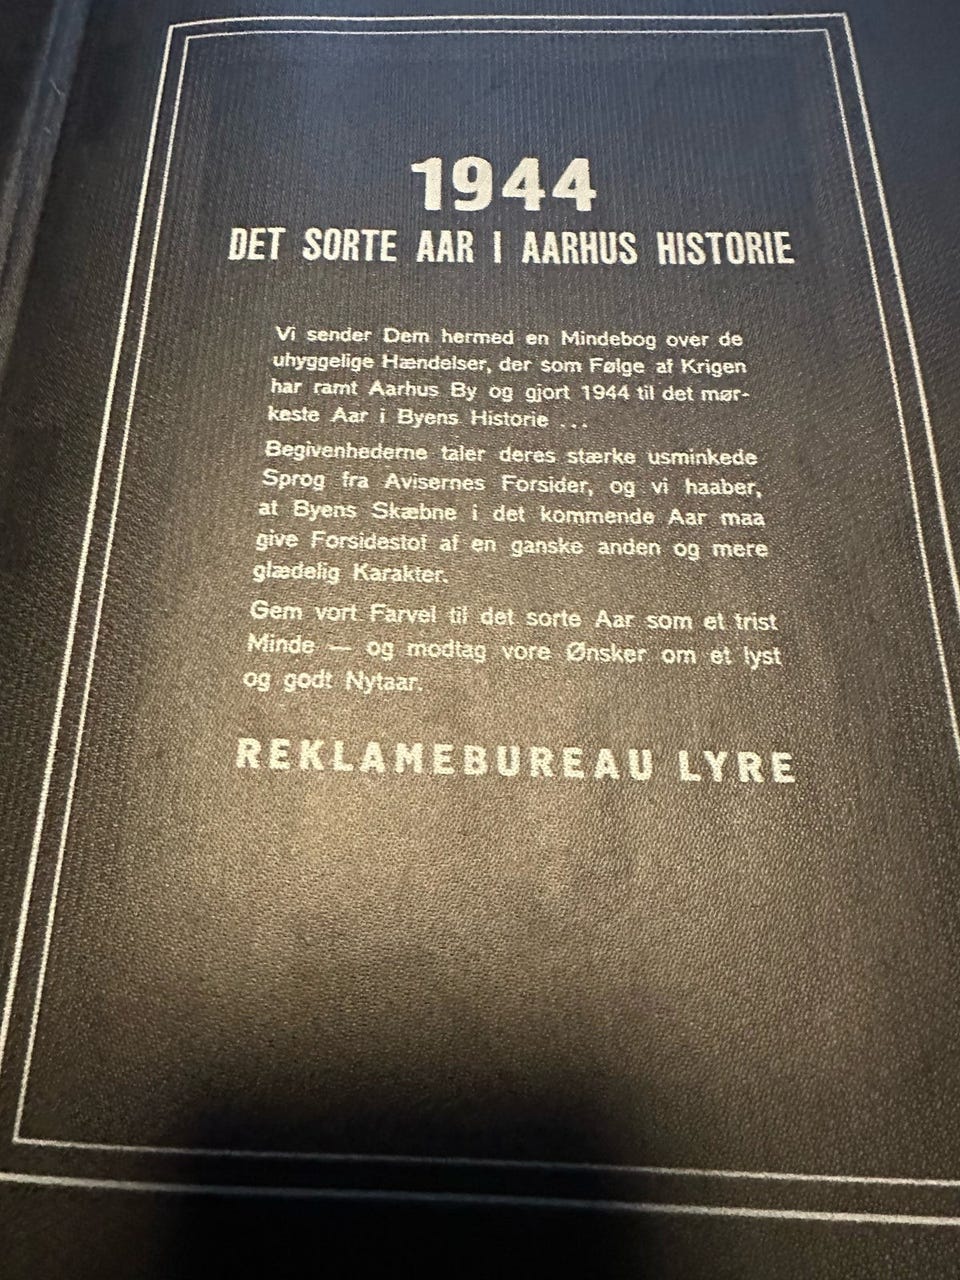 1944
DET SORTE AAR I AARHUS HISTORIE
Vi sender Dem hermed en Mindebog over de
uhyggelige Hændelser, der som Følge af Krigen
har ramt Aarhus By og gjort 1944 til det mør-
keste Aar i Byens Historie ...
Begivenhederne taler deres stærke usminkede
Sprog fra Avisernes Forsider, og vi haaber,
at Byens Skæbne i det kommende Aar maa
give Forsidestof af en ganske anden og mere
glædelig Karakter.
Gem vort Farvel til det sorte Aar som et trist
Minde — og modtag vore Ønsker om et lyst
og godt Nytaar.
REKLAMEBUREAU LYRE